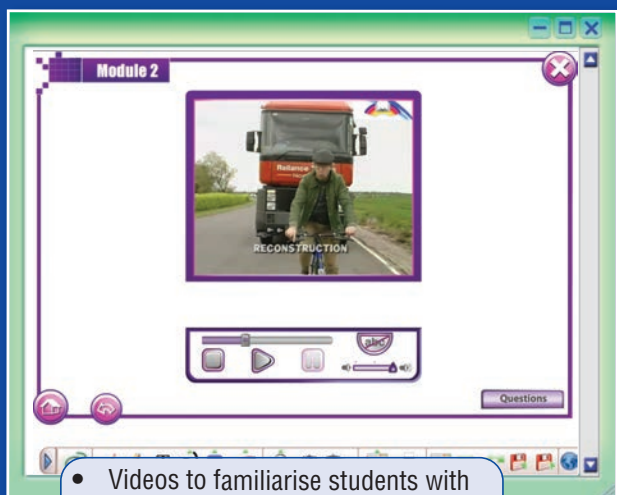 Module 2
Reliance
RECONSTRUCTION
abc
Questions
• Videos to familiarise students with